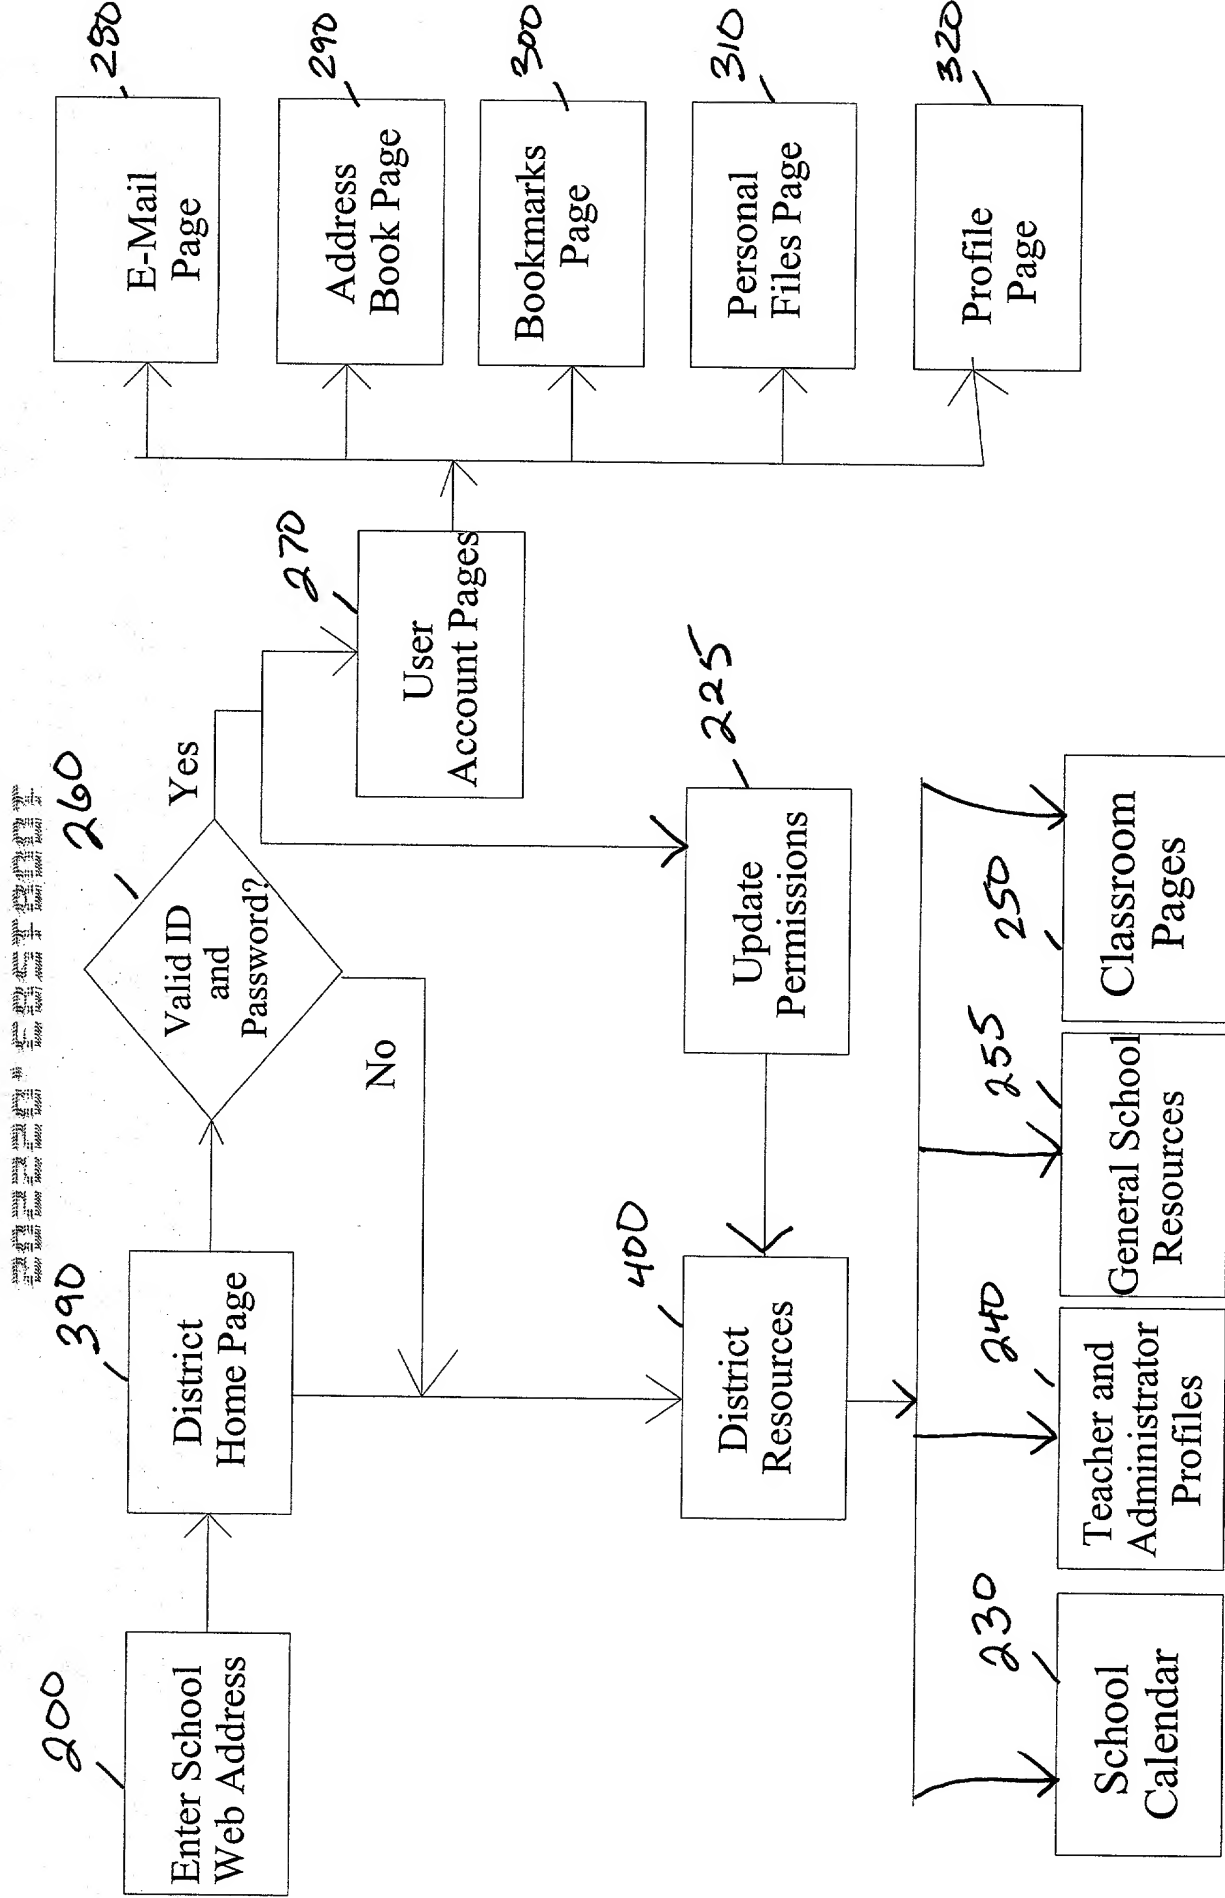 200
Enter School
Web Address
390
District
Home Page
260
Valid ID
and
Password?
Yes
No
270
User
Account Pages
280
E-Mail
Page
290
Address
Book Page
300
Bookmarks
Page
310
Personal
Files Page
320
Profile
Page
400
District
Resources
225
Update
Permissions
230
School
Calendar
240
Teacher and
Administrator
Profiles
255
General School
Resources
250
Classroom
Pages